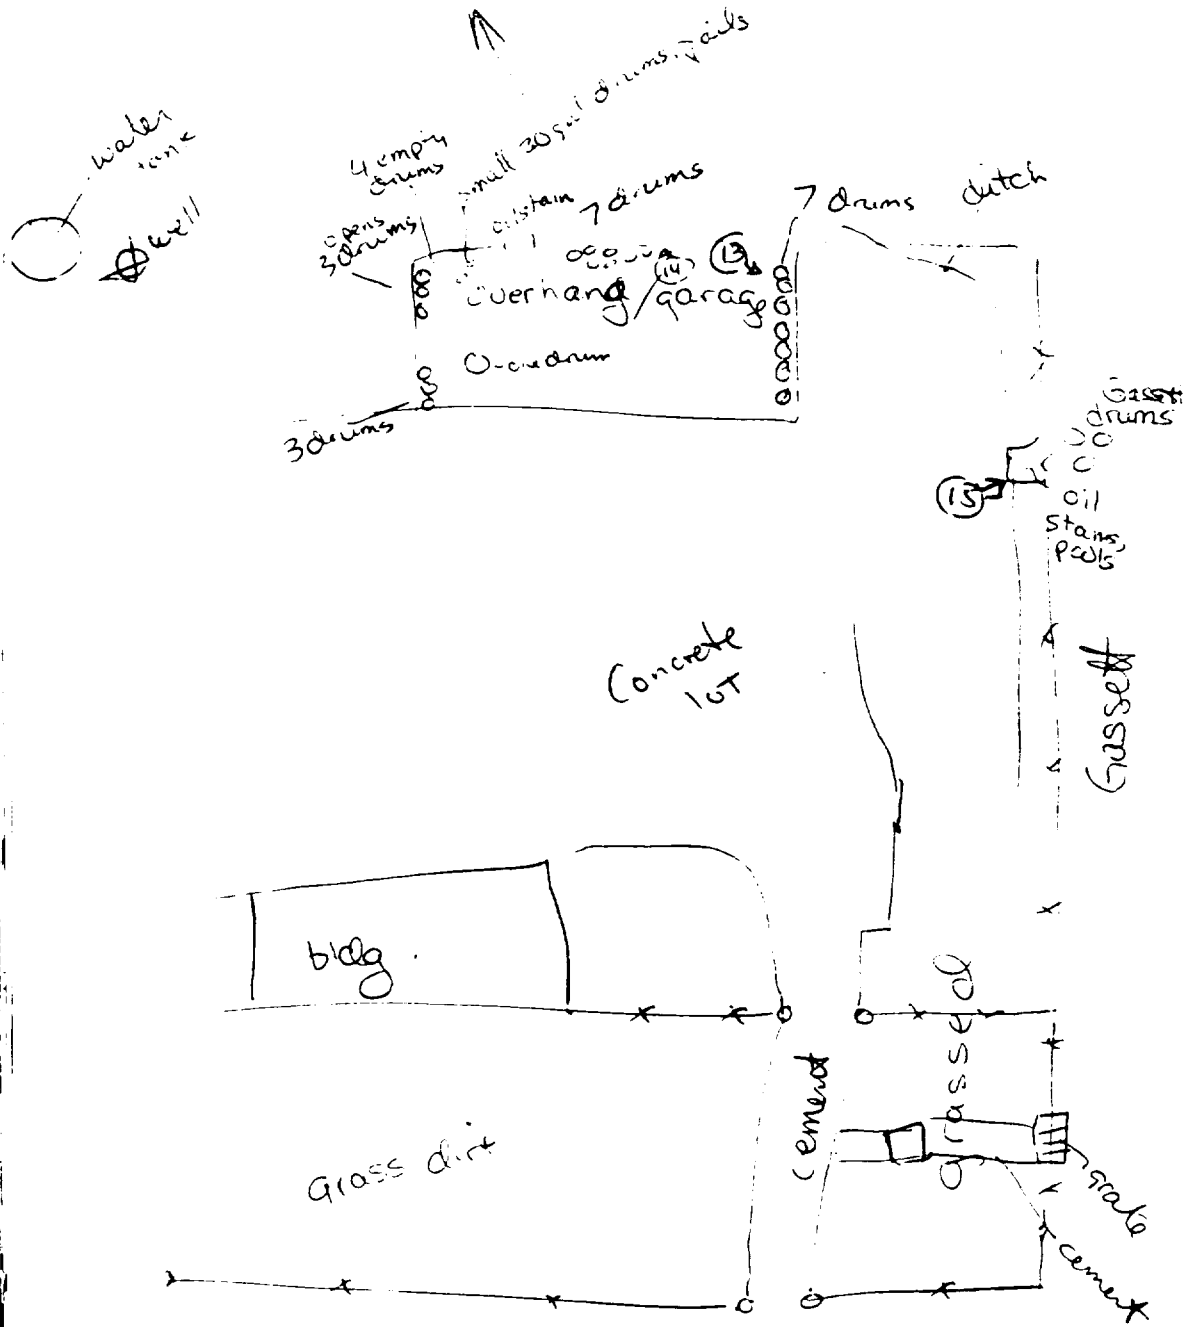 water
tank
well
4 empty
drums
small 30 gal drums, pails
opens
3 drums
oil stain
7 drums
7 drums
ditch
13
14
Overhang / garage
O-one drum
3 drums
Gassett
drums
15
oil
stains,
pails
Concrete
lot
Gassett
bldg.
grassed
cement
Grass dirt
grate
cement